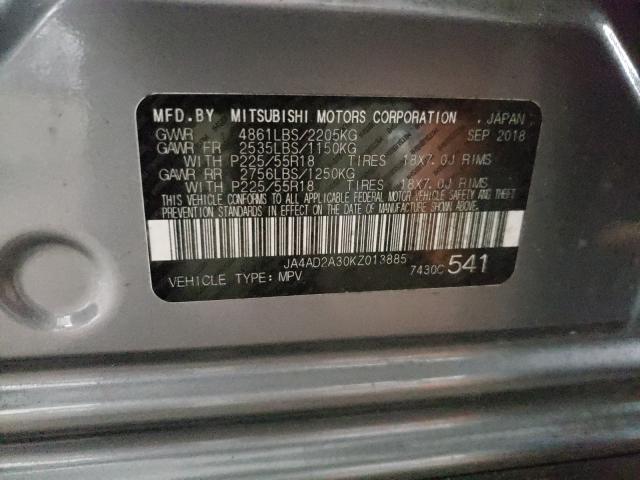 MFD.BY MITSUBISHI MOTORS CORPORATION , JAPAN
GVWR 4861LBS/2205KG SEP 2018
GAWR FR 2535LBS/1150KG
WITH P225/55R18 TIRES 18X7.0J RIMS
GAWR RR 2756LBS/1250KG
WITH P225/55R18 TIRES 18X7.0J RIMS
THIS VEHICLE CONFORMS TO ALL APPLICABLE FEDERAL MOTOR VEHICLE SAFETY AND THEFT
PREVENTION STANDARDS IN EFFECT ON THE DATE OF MANUFACTURE SHOWN ABOVE.
JA4AD2A30KZ013885
VEHICLE TYPE: MPV 7430C 541